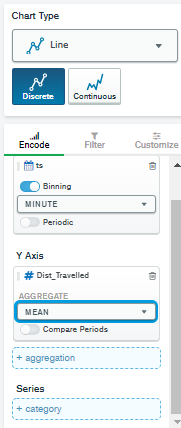 Chart Type
Line
Discrete
Continuous
Encode
Filter
Customize
ts
Binning
MINUTE
Periodic
Y Axis
# Dist_Travelled
AGGREGATE
MEAN
Compare Periods
+ aggregation
Series
+ category